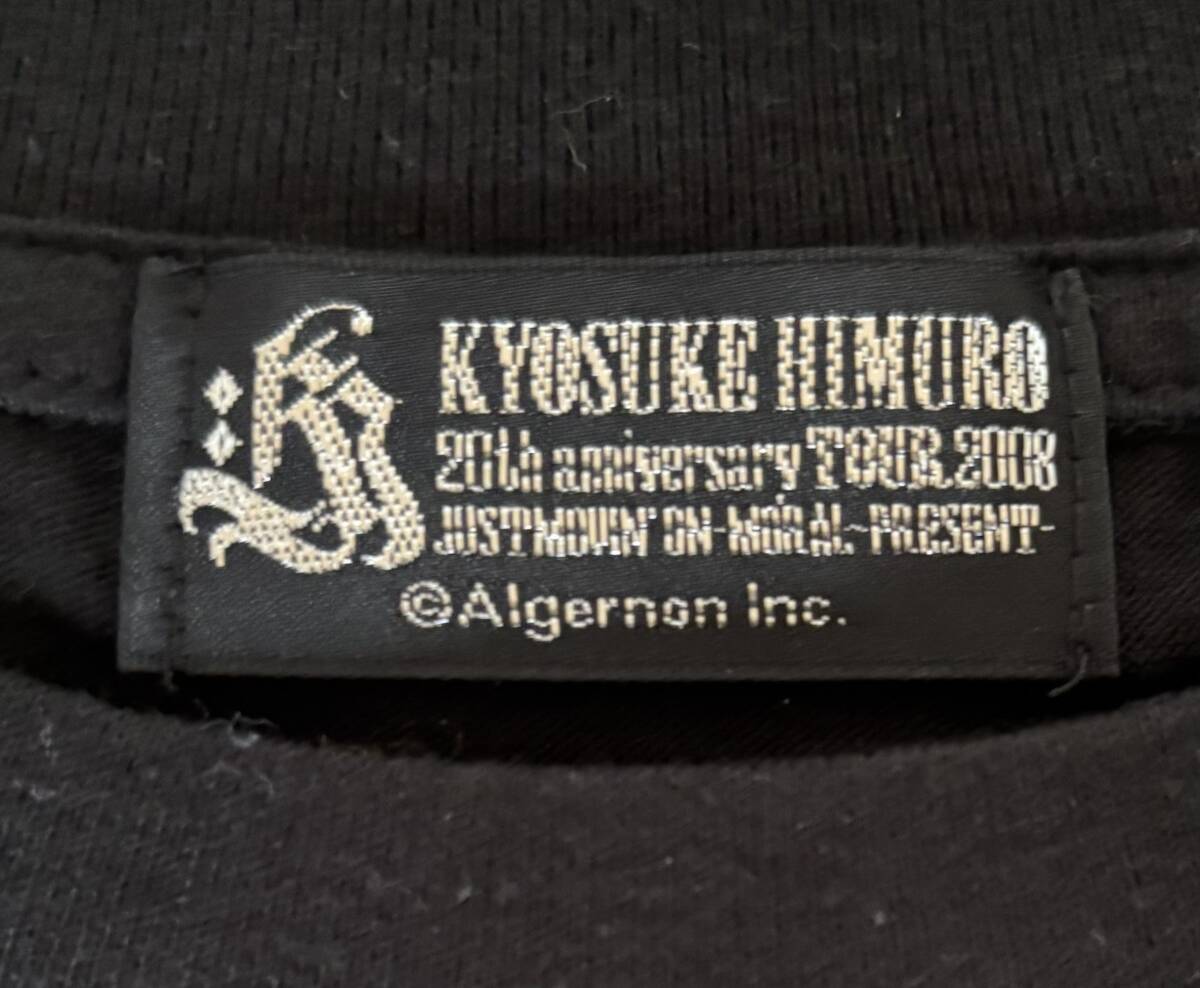 K
KYOSUKE HIMURO
20th anniversary TOUR 2008
JUST MOVIN' ON -MORAL~PRESENT-
©Algernon Inc.